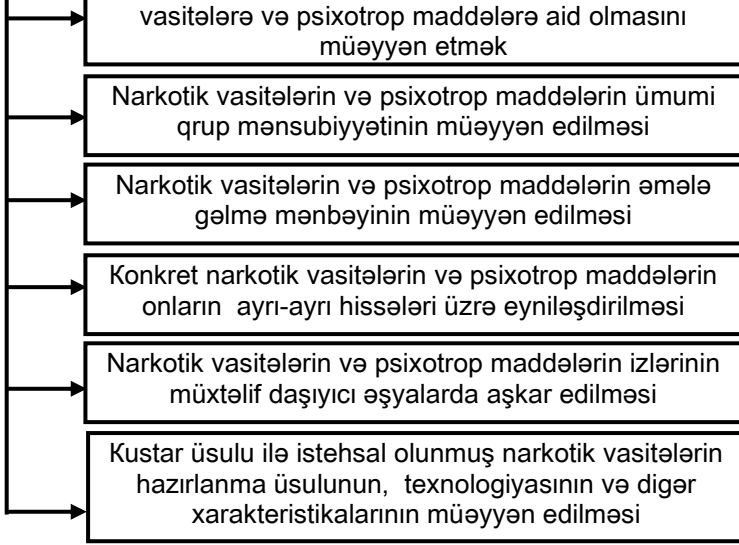 vasitələrə və psixotrop maddələrə aid olmasını
müəyyən etmək
Narkotik vasitələrin və psixotrop maddələrin ümumi
qrup mənsubiyyətinin müəyyən edilməsi
Narkotik vasitələrin və psixotrop maddələrin əmələ
gəlmə mənbəyinin müəyyən edilməsi
Konkret narkotik vasitələrin və psixotrop maddələrin
onların ayrı-ayrı hissələri üzrə eyniləşdirilməsi
Narkotik vasitələrin və psixotrop maddələrin izlərinin
müxtəlif daşıyıcı əşyalarda aşkar edilməsi
Kustar üsulu ilə istehsal olunmuş narkotik vasitələrin
hazırlanma üsulunun, texnologiyasının və digər
xarakteristikalarının müəyyən edilməsi